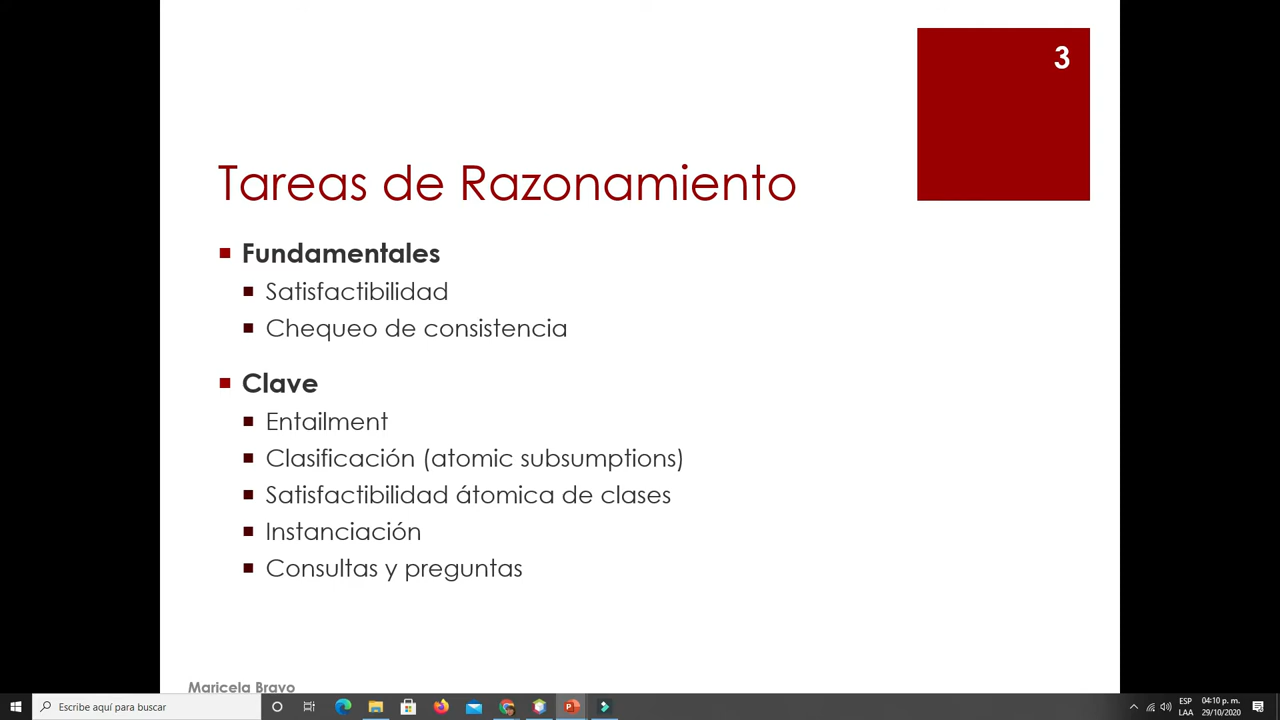 3
Tareas de Razonamiento
Fundamentales
Satisfactibilidad
Chequeo de consistencia
Clave
Entailment
Clasificación (atomic subsumptions)
Satisfactibilidad átomica de clases
Instanciación
Consultas y preguntas
Maricela Bravo
Escribe aquí para buscar
ESP
04:10 p. m.
LAA
29/10/2020